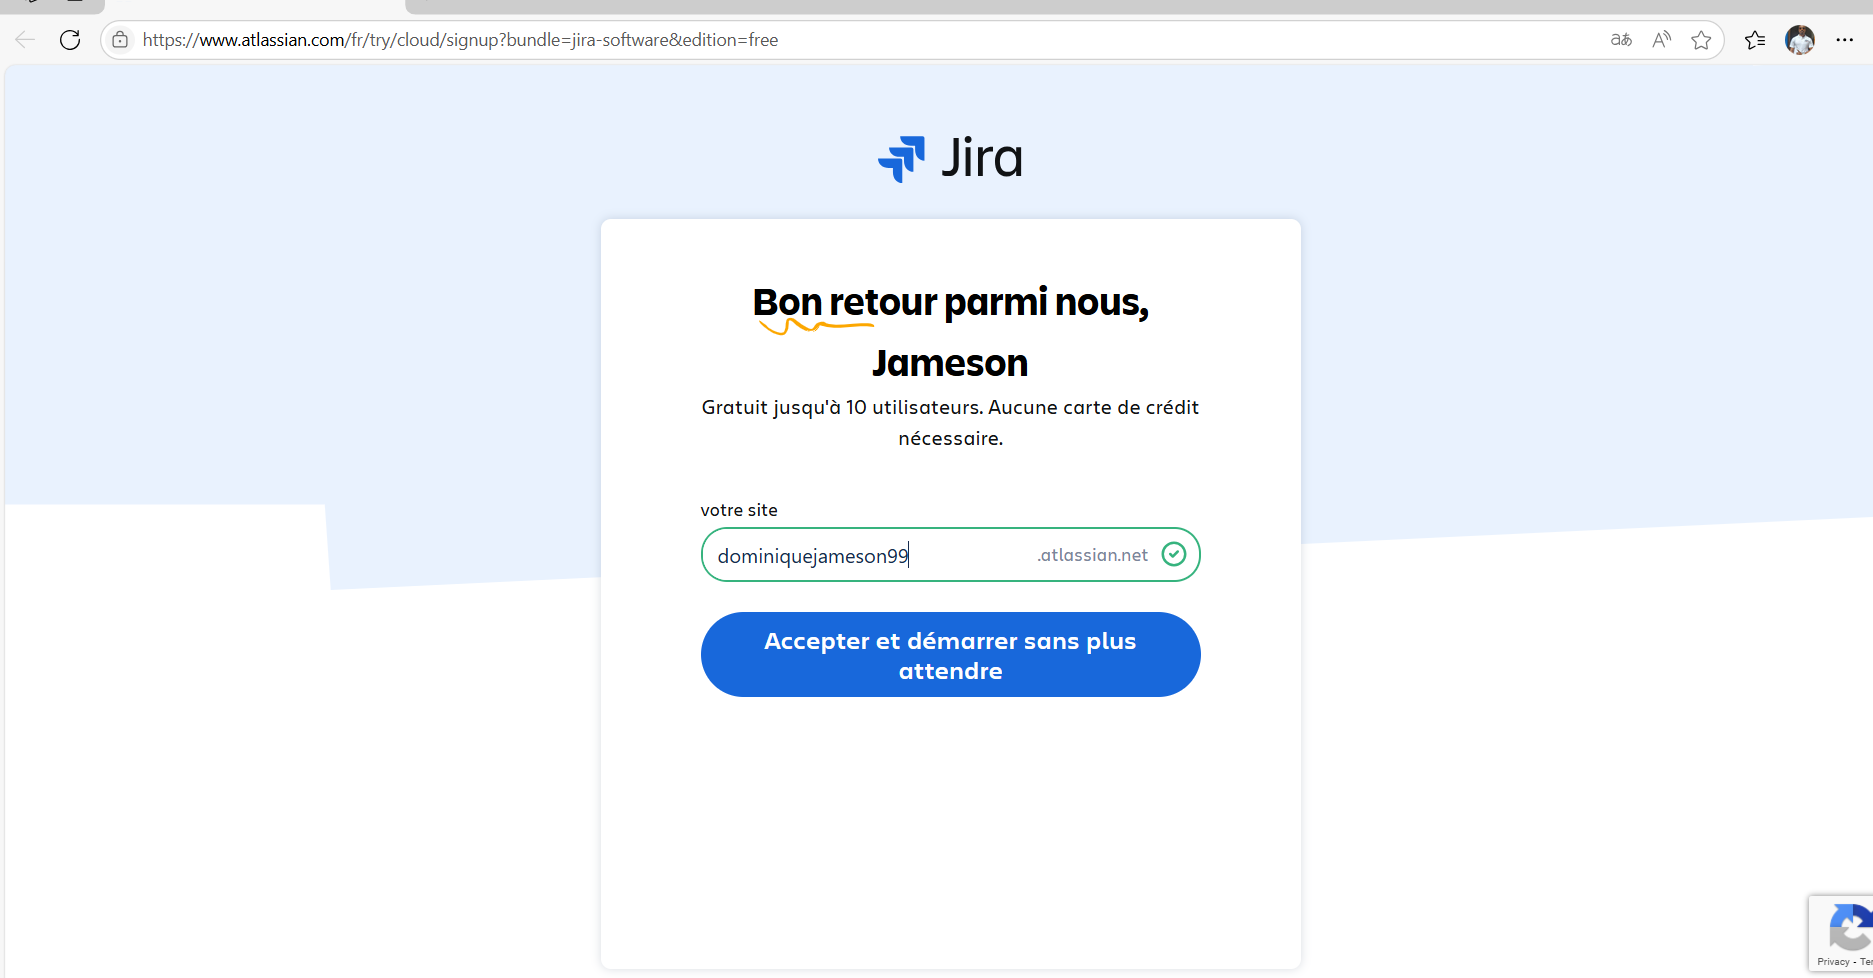 https://www.atlassian.com/fr/try/cloud/signup?bundle=jira-software&edition=free
Jira
Bon retour parmi nous,
Jameson
Gratuit jusqu'à 10 utilisateurs. Aucune carte de crédit
nécessaire.
votre site
dominiquejameson99 .atlassian.net
Accepter et démarrer sans plus
attendre
Privacy -